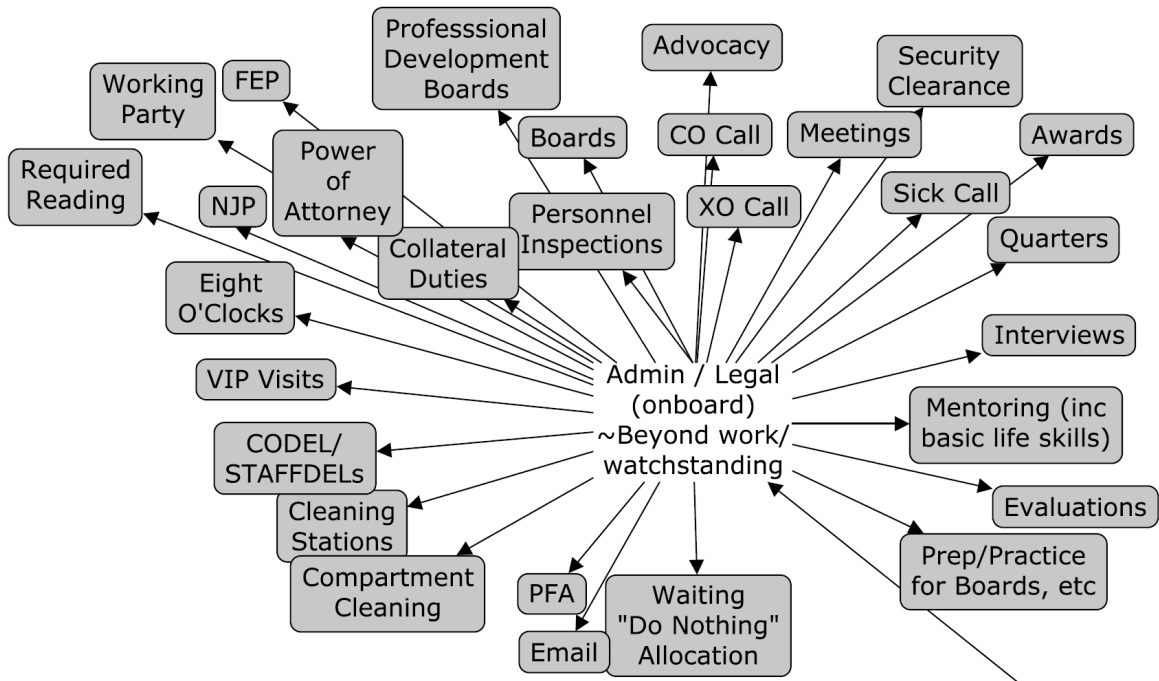 Professsional
Development
Boards
Advocacy
Security
Clearance
FEP
Working
Party
Boards
CO Call
Meetings
Awards
Power
of
Attorney
Required
Reading
NJP
Personnel
Inspections
XO Call
Sick Call
Quarters
Collateral
Duties
Eight
O'Clocks
Interviews
VIP Visits
Admin / Legal
(onboard)
~Beyond work/
watchstanding
Mentoring (inc
basic life skills)
CODEL/
STAFFDELs
Cleaning
Stations
Evaluations
Compartment
Cleaning
Prep/Practice
for Boards, etc
PFA
Waiting
"Do Nothing"
Allocation
Email